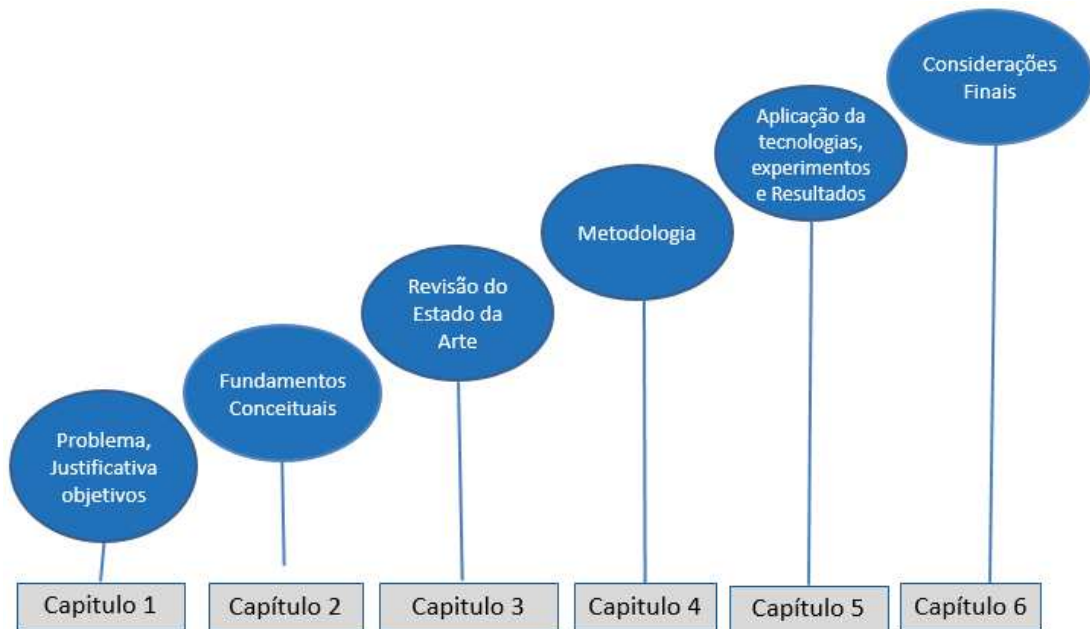 Problema,
Justificativa
objetivos
Fundamentos
Conceituais
Revisão do
Estado da
Arte
Metodologia
Aplicação da
tecnologias,
experimentos
e Resultados
Considerações
Finais
Capitulo 1
Capítulo 2
Capitulo 3
Capitulo 4
Capítulo 5
Capítulo 6